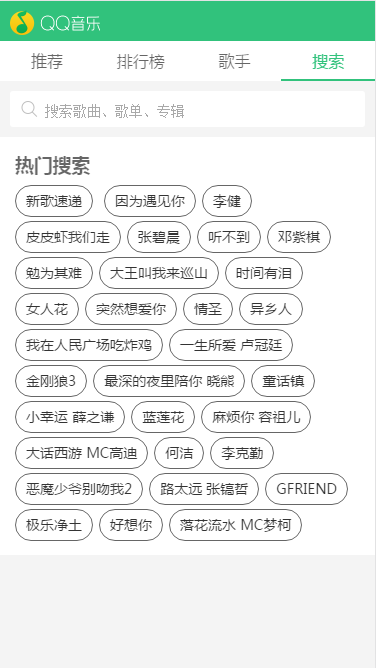 QQ音乐
推荐 排行榜 歌手 搜索
搜索歌曲、歌单、专辑
热门搜索
新歌速递 因为遇见你 李健
皮皮虾我们走 张碧晨 听不到 邓紫棋
勉为其难 大王叫我来巡山 时间有泪
女人花 突然想爱你 情圣 异乡人
我在人民广场吃炸鸡 一生所爱 卢冠廷
金刚狼3 最深的夜里陪你 晓熊 童话镇
小幸运 薛之谦 蓝莲花 麻烦你 容祖儿
大话西游 MC高迪 何洁 李克勤
恶魔少爷别吻我2 路太远 张镐哲 GFRIEND
极乐净土 好想你 落花流水 MC梦柯